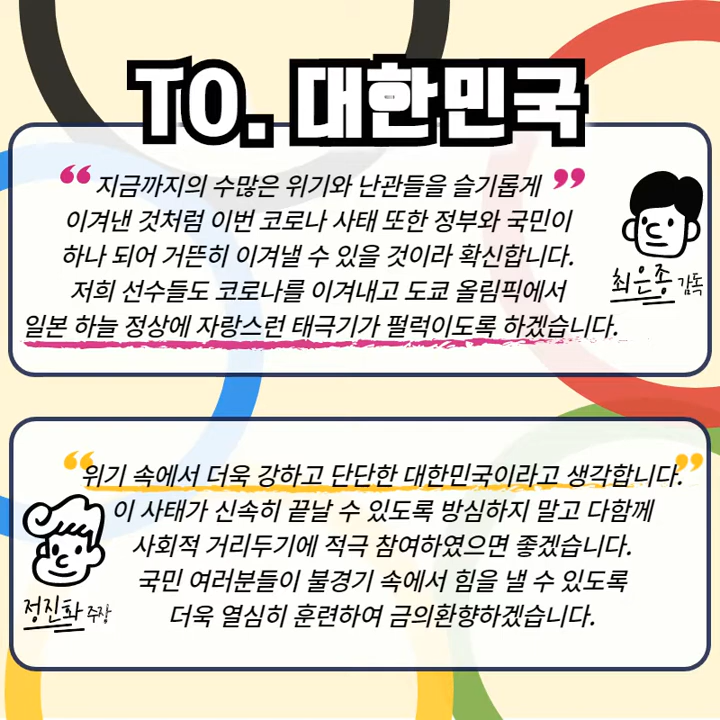 TO. 대한민국
“ 지금까지의 수많은 위기와 난관들을 슬기롭게 ”
이겨낸 것처럼 이번 코로나 사태 또한 정부와 국민이
하나 되어 거뜬히 이겨낼 수 있을 것이라 확신합니다.
저희 선수들도 코로나를 이겨내고 도쿄 올림픽에서
일본 하늘 정상에 자랑스런 태극기가 펄럭이도록 하겠습니다.
최은종 감독
“위기 속에서 더욱 강하고 단단한 대한민국이라고 생각합니다.”
이 사태가 신속히 끝날 수 있도록 방심하지 말고 다함께
사회적 거리두기에 적극 참여하였으면 좋겠습니다.
국민 여러분들이 불경기 속에서 힘을 낼 수 있도록
더욱 열심히 훈련하여 금의환향하겠습니다.
정진화 주장